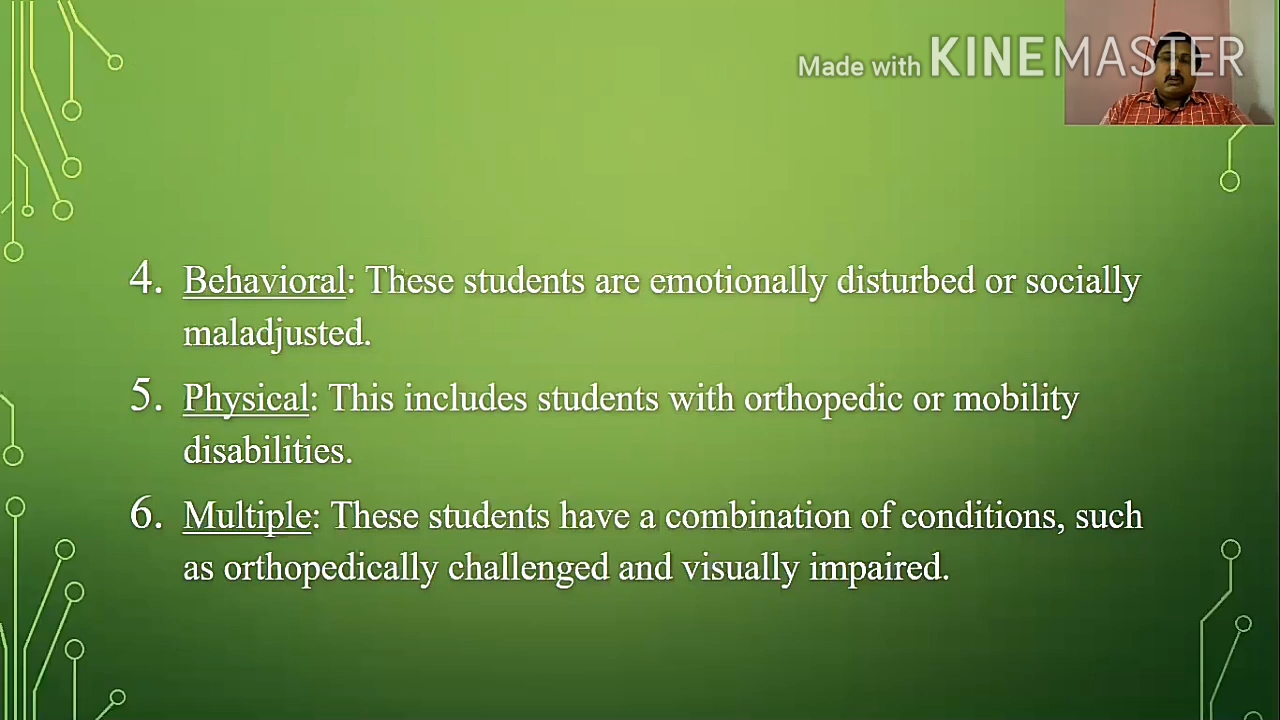 Made with KINEMASTER
4. Behavioral: These students are emotionally disturbed or socially
maladjusted.
5. Physical: This includes students with orthopedic or mobility
disabilities.
6. Multiple: These students have a combination of conditions, such
as orthopedically challenged and visually impaired.